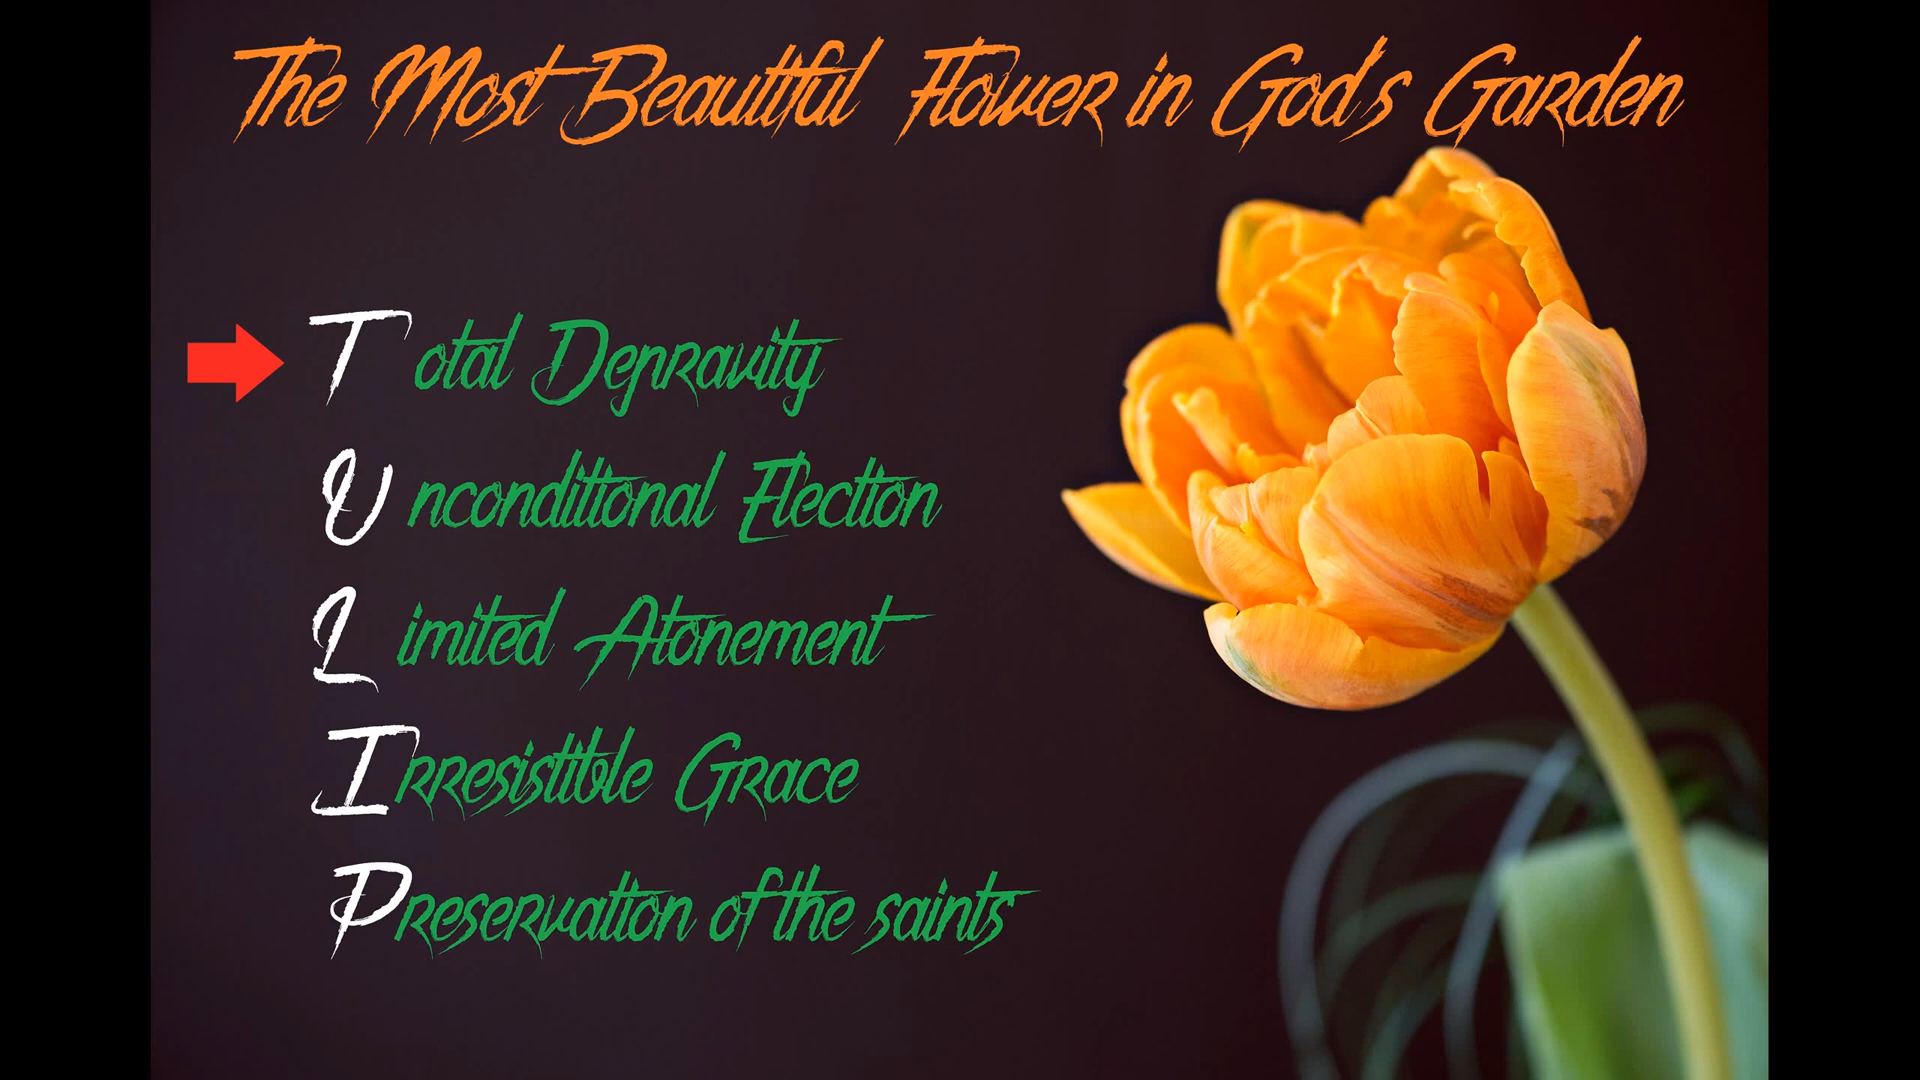 The Most Beautiful Flower in God's Garden
Total Depravity
Unconditional Election
Limited Atonement
Irresistible Grace
Preservation of the saints